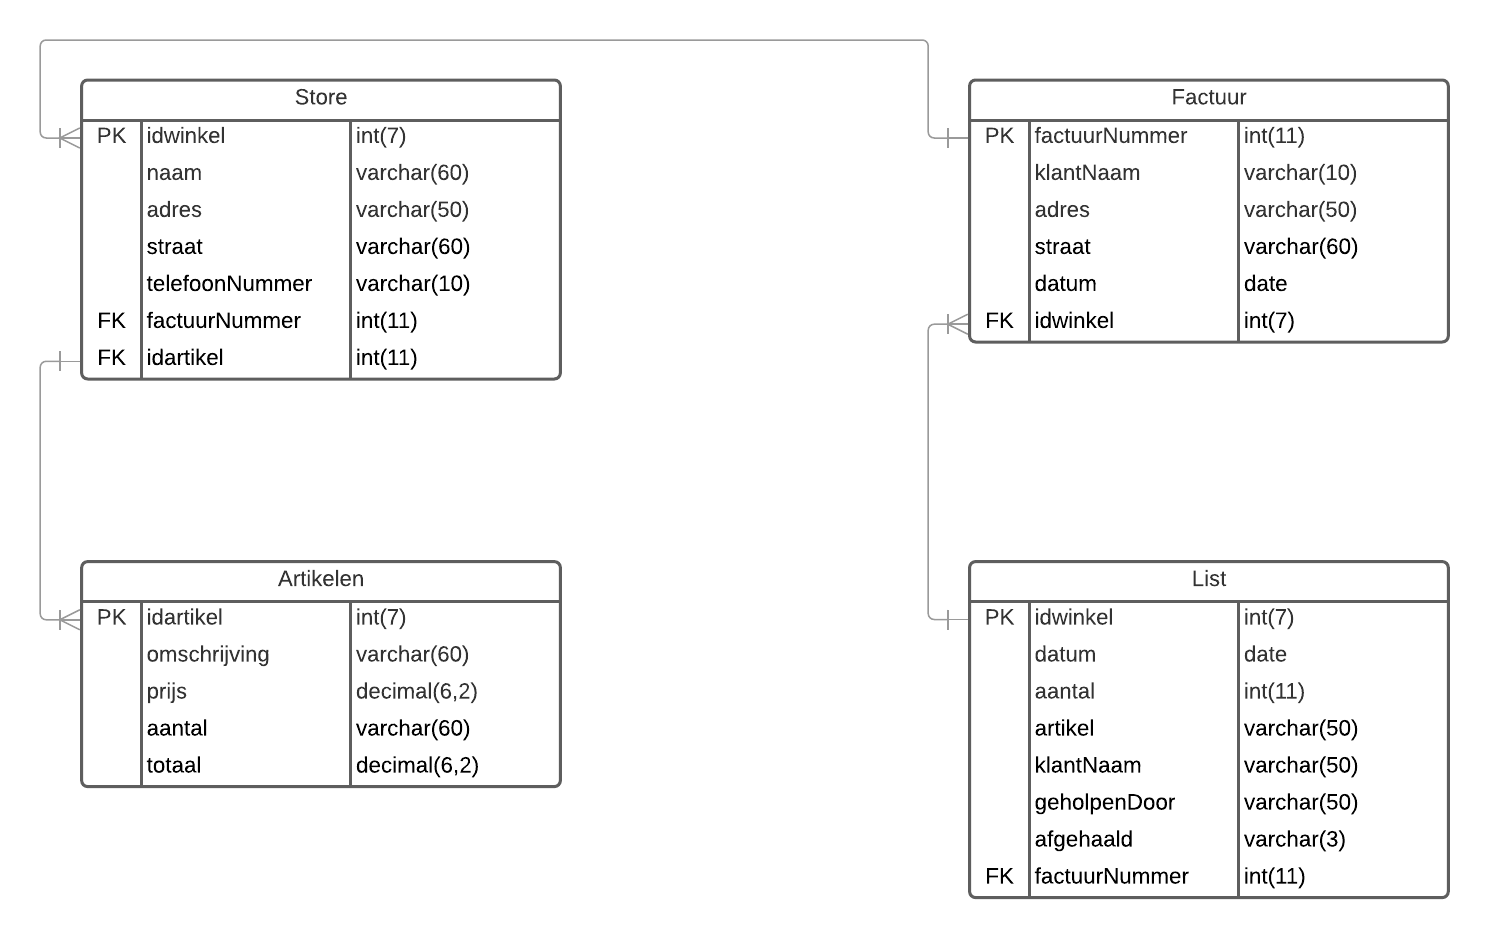 Store
PK idwinkel int(7)
naam varchar(60)
adres varchar(50)
straat varchar(60)
telefoonNummer varchar(10)
FK factuurNummer int(11)
FK idartikel int(11)
Factuur
PK factuurNummer int(11)
klantNaam varchar(10)
adres varchar(50)
straat varchar(60)
datum date
FK idwinkel int(7)
Artikelen
PK idartikel int(7)
omschrijving varchar(60)
prijs decimal(6,2)
aantal varchar(60)
totaal decimal(6,2)
List
PK idwinkel int(7)
datum date
aantal int(11)
artikel varchar(50)
klantNaam varchar(50)
geholpenDoor varchar(50)
afgehaald varchar(3)
FK factuurNummer int(11)